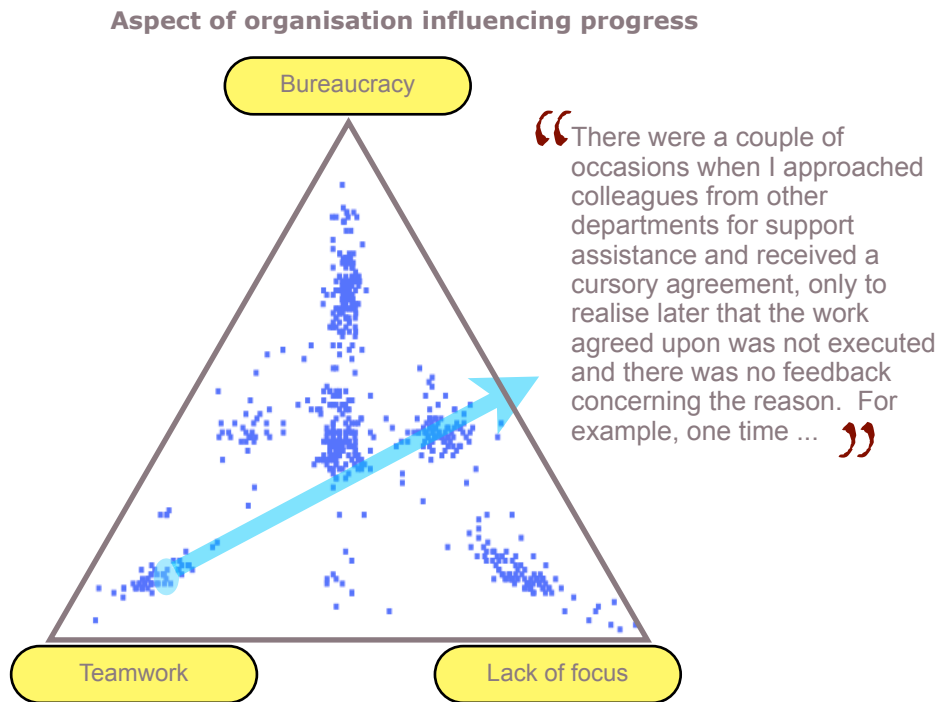 Aspect of organisation influencing progress
Bureaucracy
“There were a couple of
occasions when I approached
colleagues from other
departments for support
assistance and received a
cursory agreement, only to
realise later that the work
agreed upon was not executed
and there was no feedback
concerning the reason.  For
example, one time ... ”
Teamwork
Lack of focus